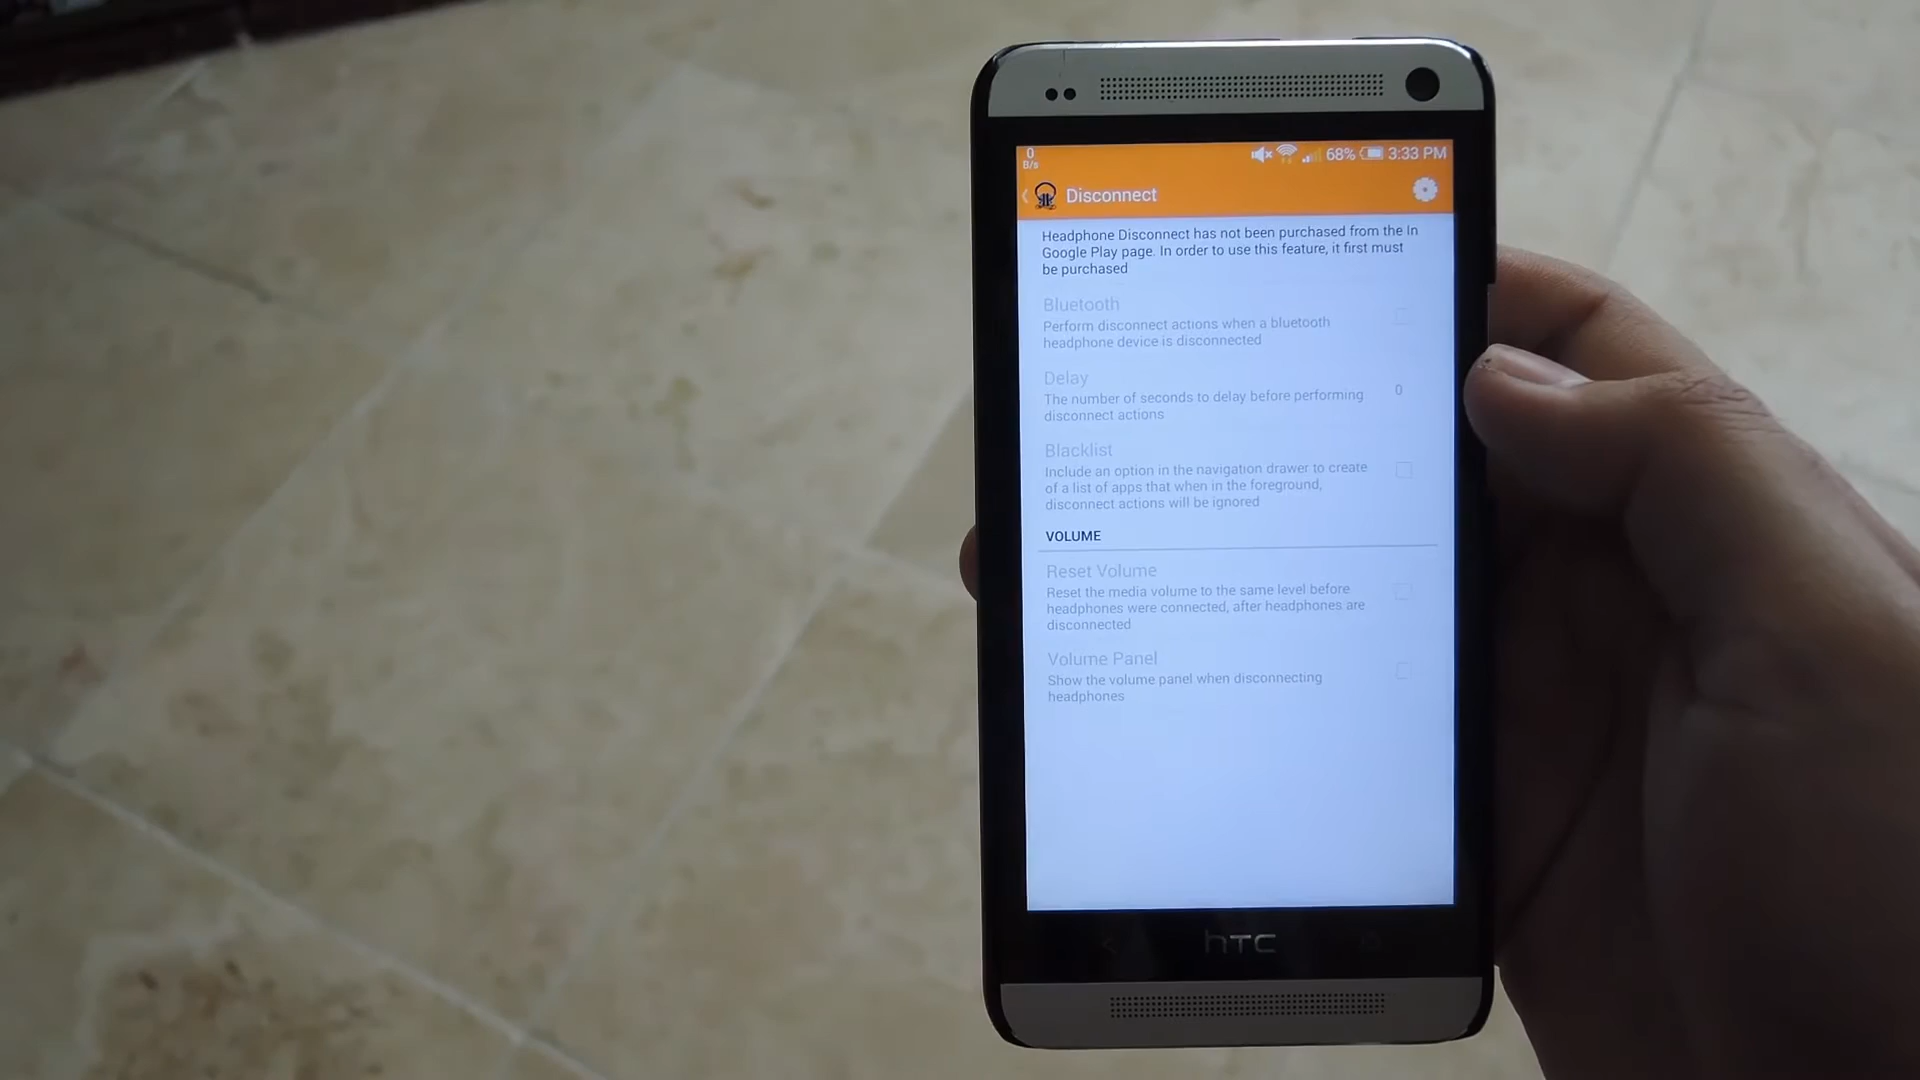 0
B/s
68%
3:33 PM
Disconnect
Headphone Disconnect has not been purchased from the In
Google Play page. In order to use this feature, it first must
be purchased
Bluetooth
Perform disconnect actions when a bluetooth
headphone device is disconnected
Delay
The number of seconds to delay before performing
disconnect actions
0
Blacklist
Include an option in the navigation drawer to create
of a list of apps that when in the foreground,
disconnect actions will be ignored
VOLUME
Reset Volume
Reset the media volume to the same level before
headphones were connected, after headphones are
disconnected
Volume Panel
Show the volume panel when disconnecting
headphones
hTC